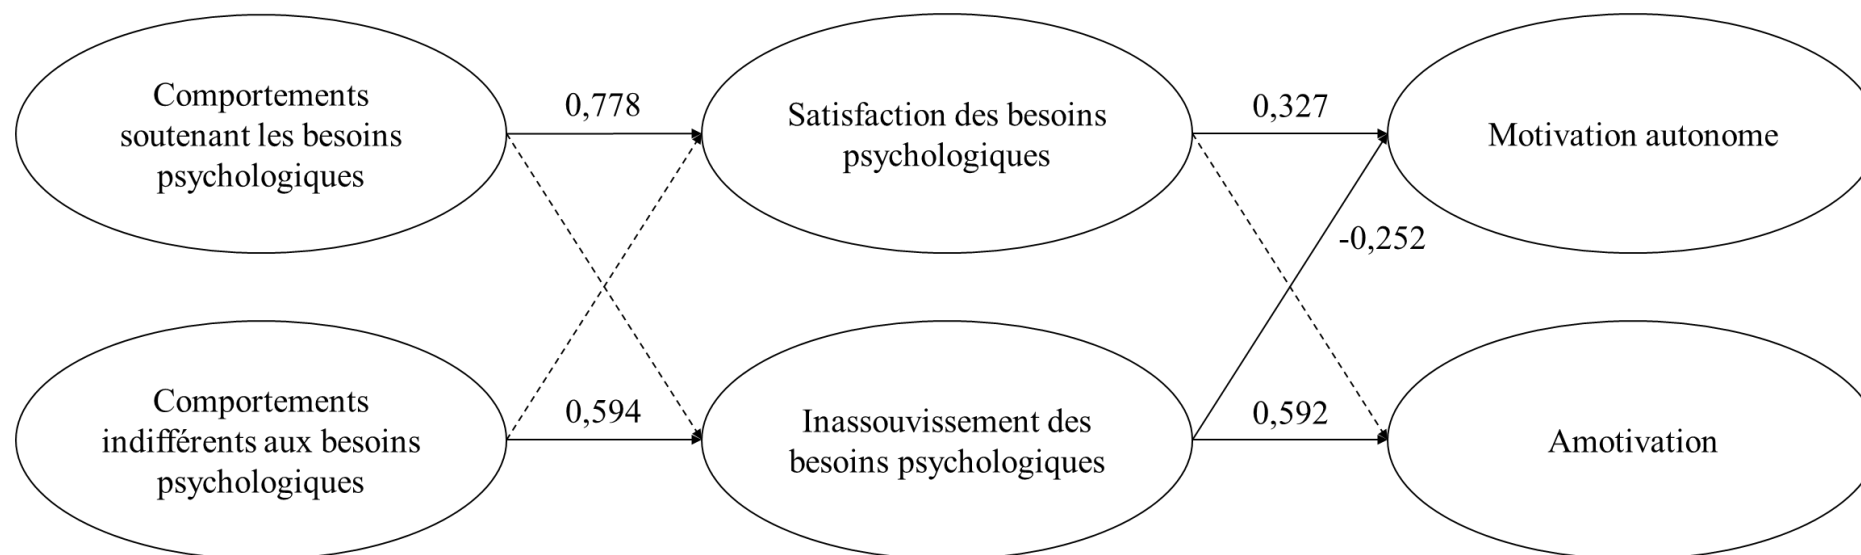 Comportements
soutenant les besoins
psychologiques
0,778
Satisfaction des besoins
psychologiques
0,327
Motivation autonome
-0,252
Comportements
indifférents aux besoins
psychologiques
0,594
Inassouvissement des
besoins psychologiques
0,592
Amotivation